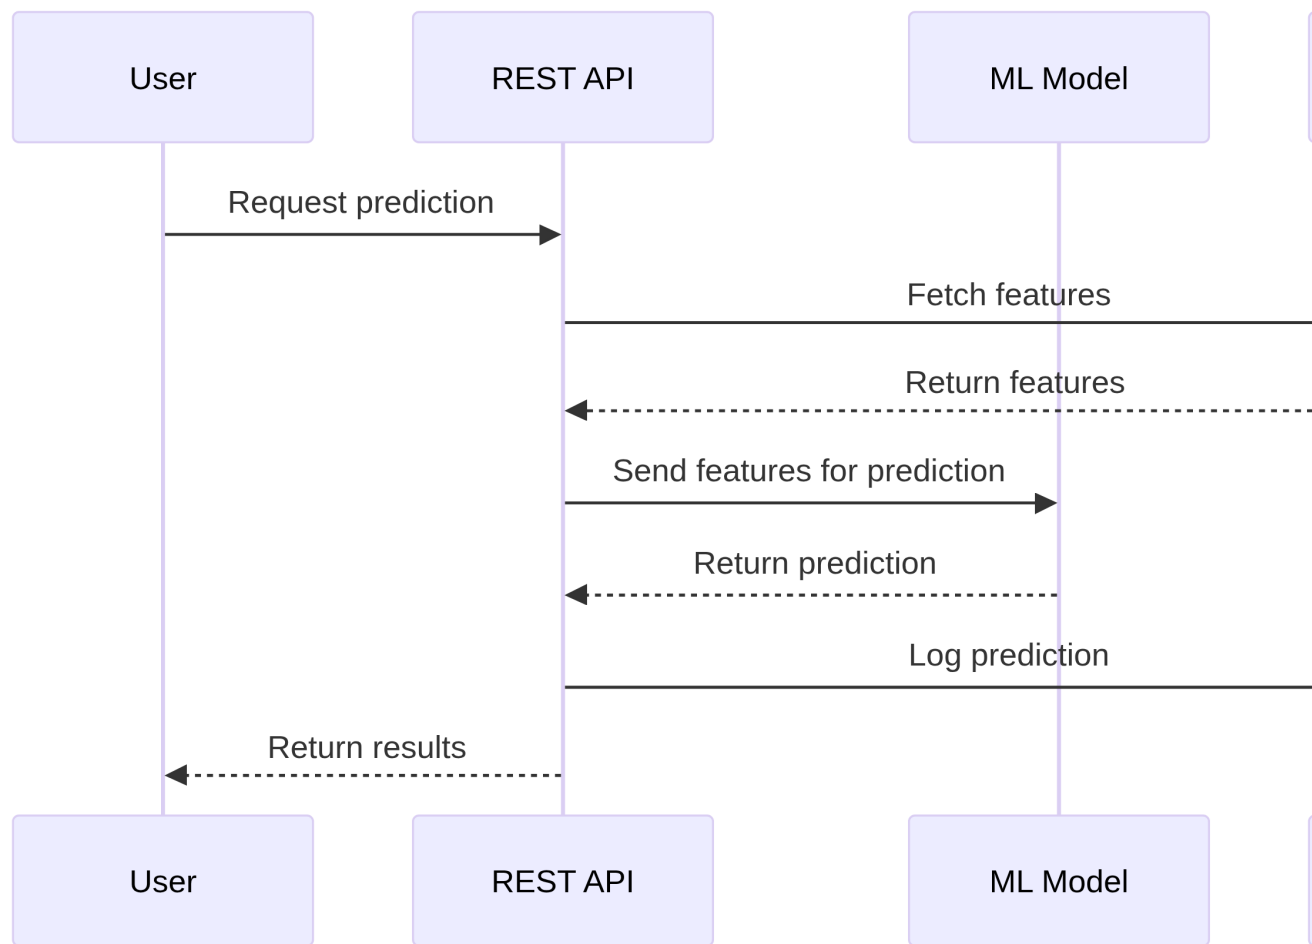 User
REST API
ML Model
Request prediction
Fetch features
Return features
Send features for prediction
Return prediction
Log prediction
Return results
User
REST API
ML Model